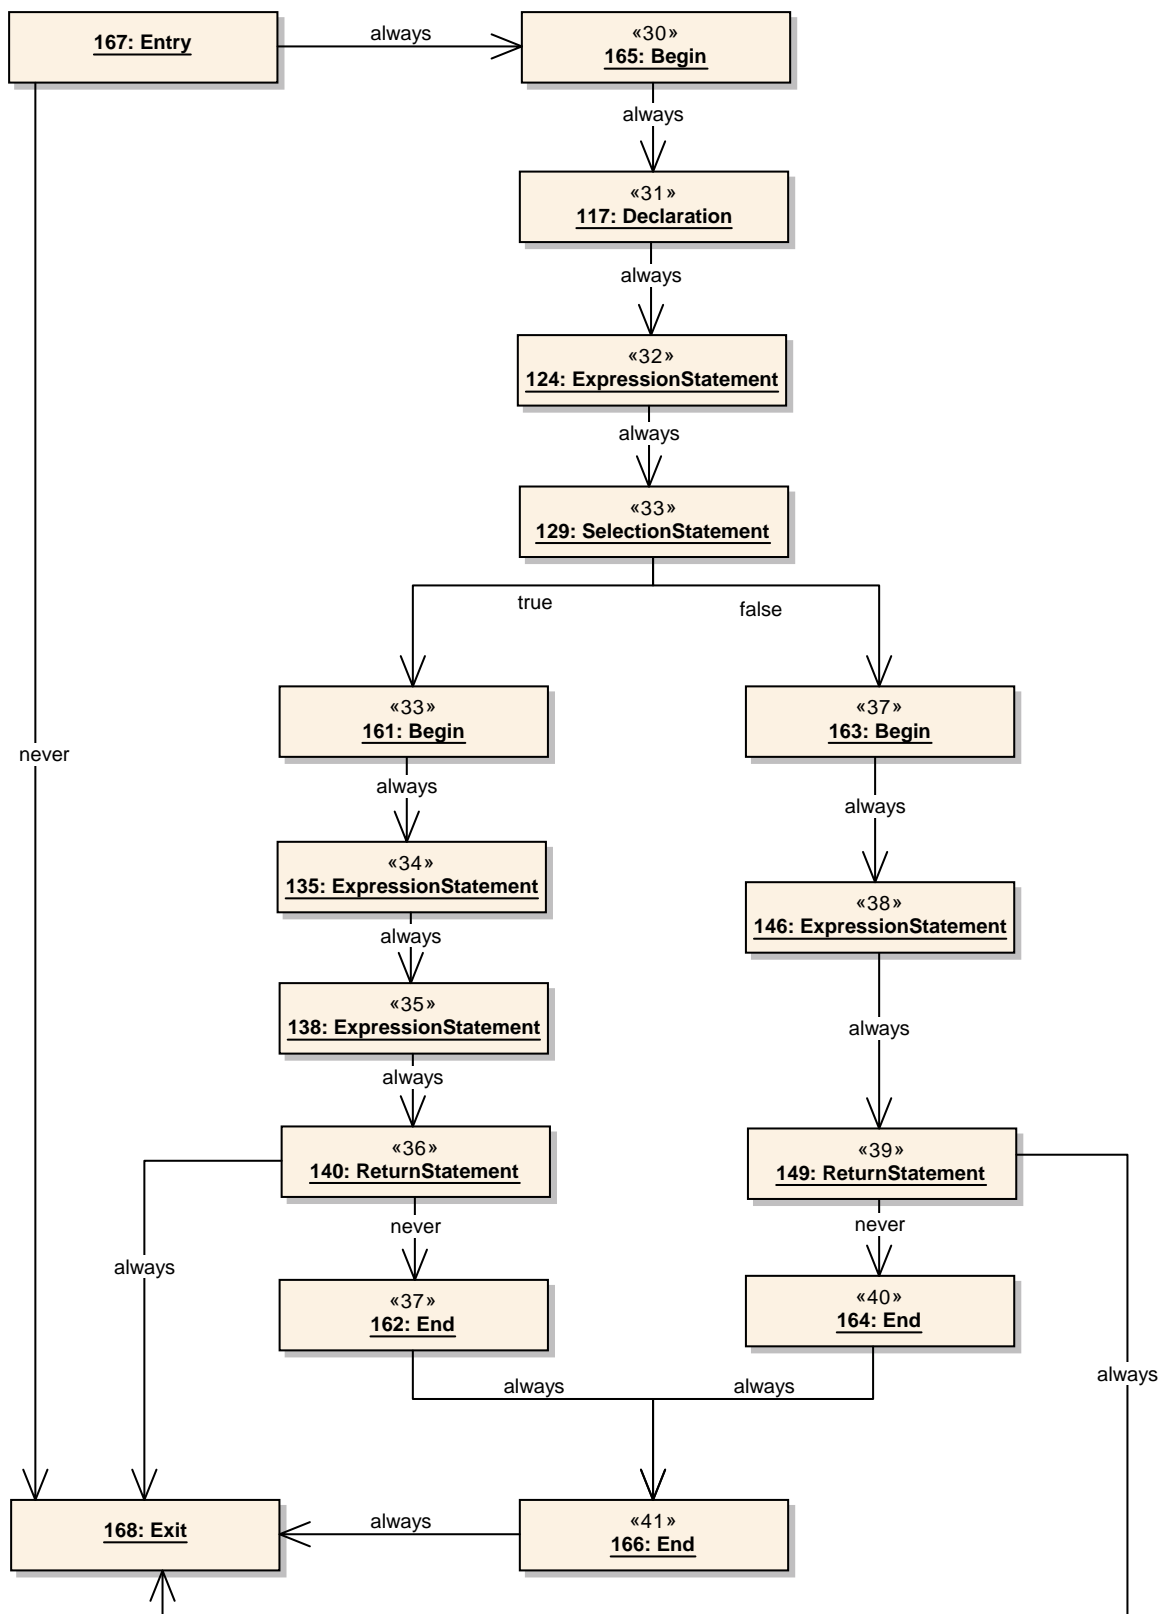 167: Entry
always
«30»
165: Begin
always
«31»
117: Declaration
always
«32»
124: ExpressionStatement
always
«33»
129: SelectionStatement
true
false
«33»
161: Begin
«37»
163: Begin
never
always
always
«34»
135: ExpressionStatement
«38»
146: ExpressionStatement
always
«35»
138: ExpressionStatement
always
always
«36»
140: ReturnStatement
«39»
149: ReturnStatement
never
never
always
«37»
162: End
«40»
164: End
always
always
always
168: Exit
always
«41»
166: End